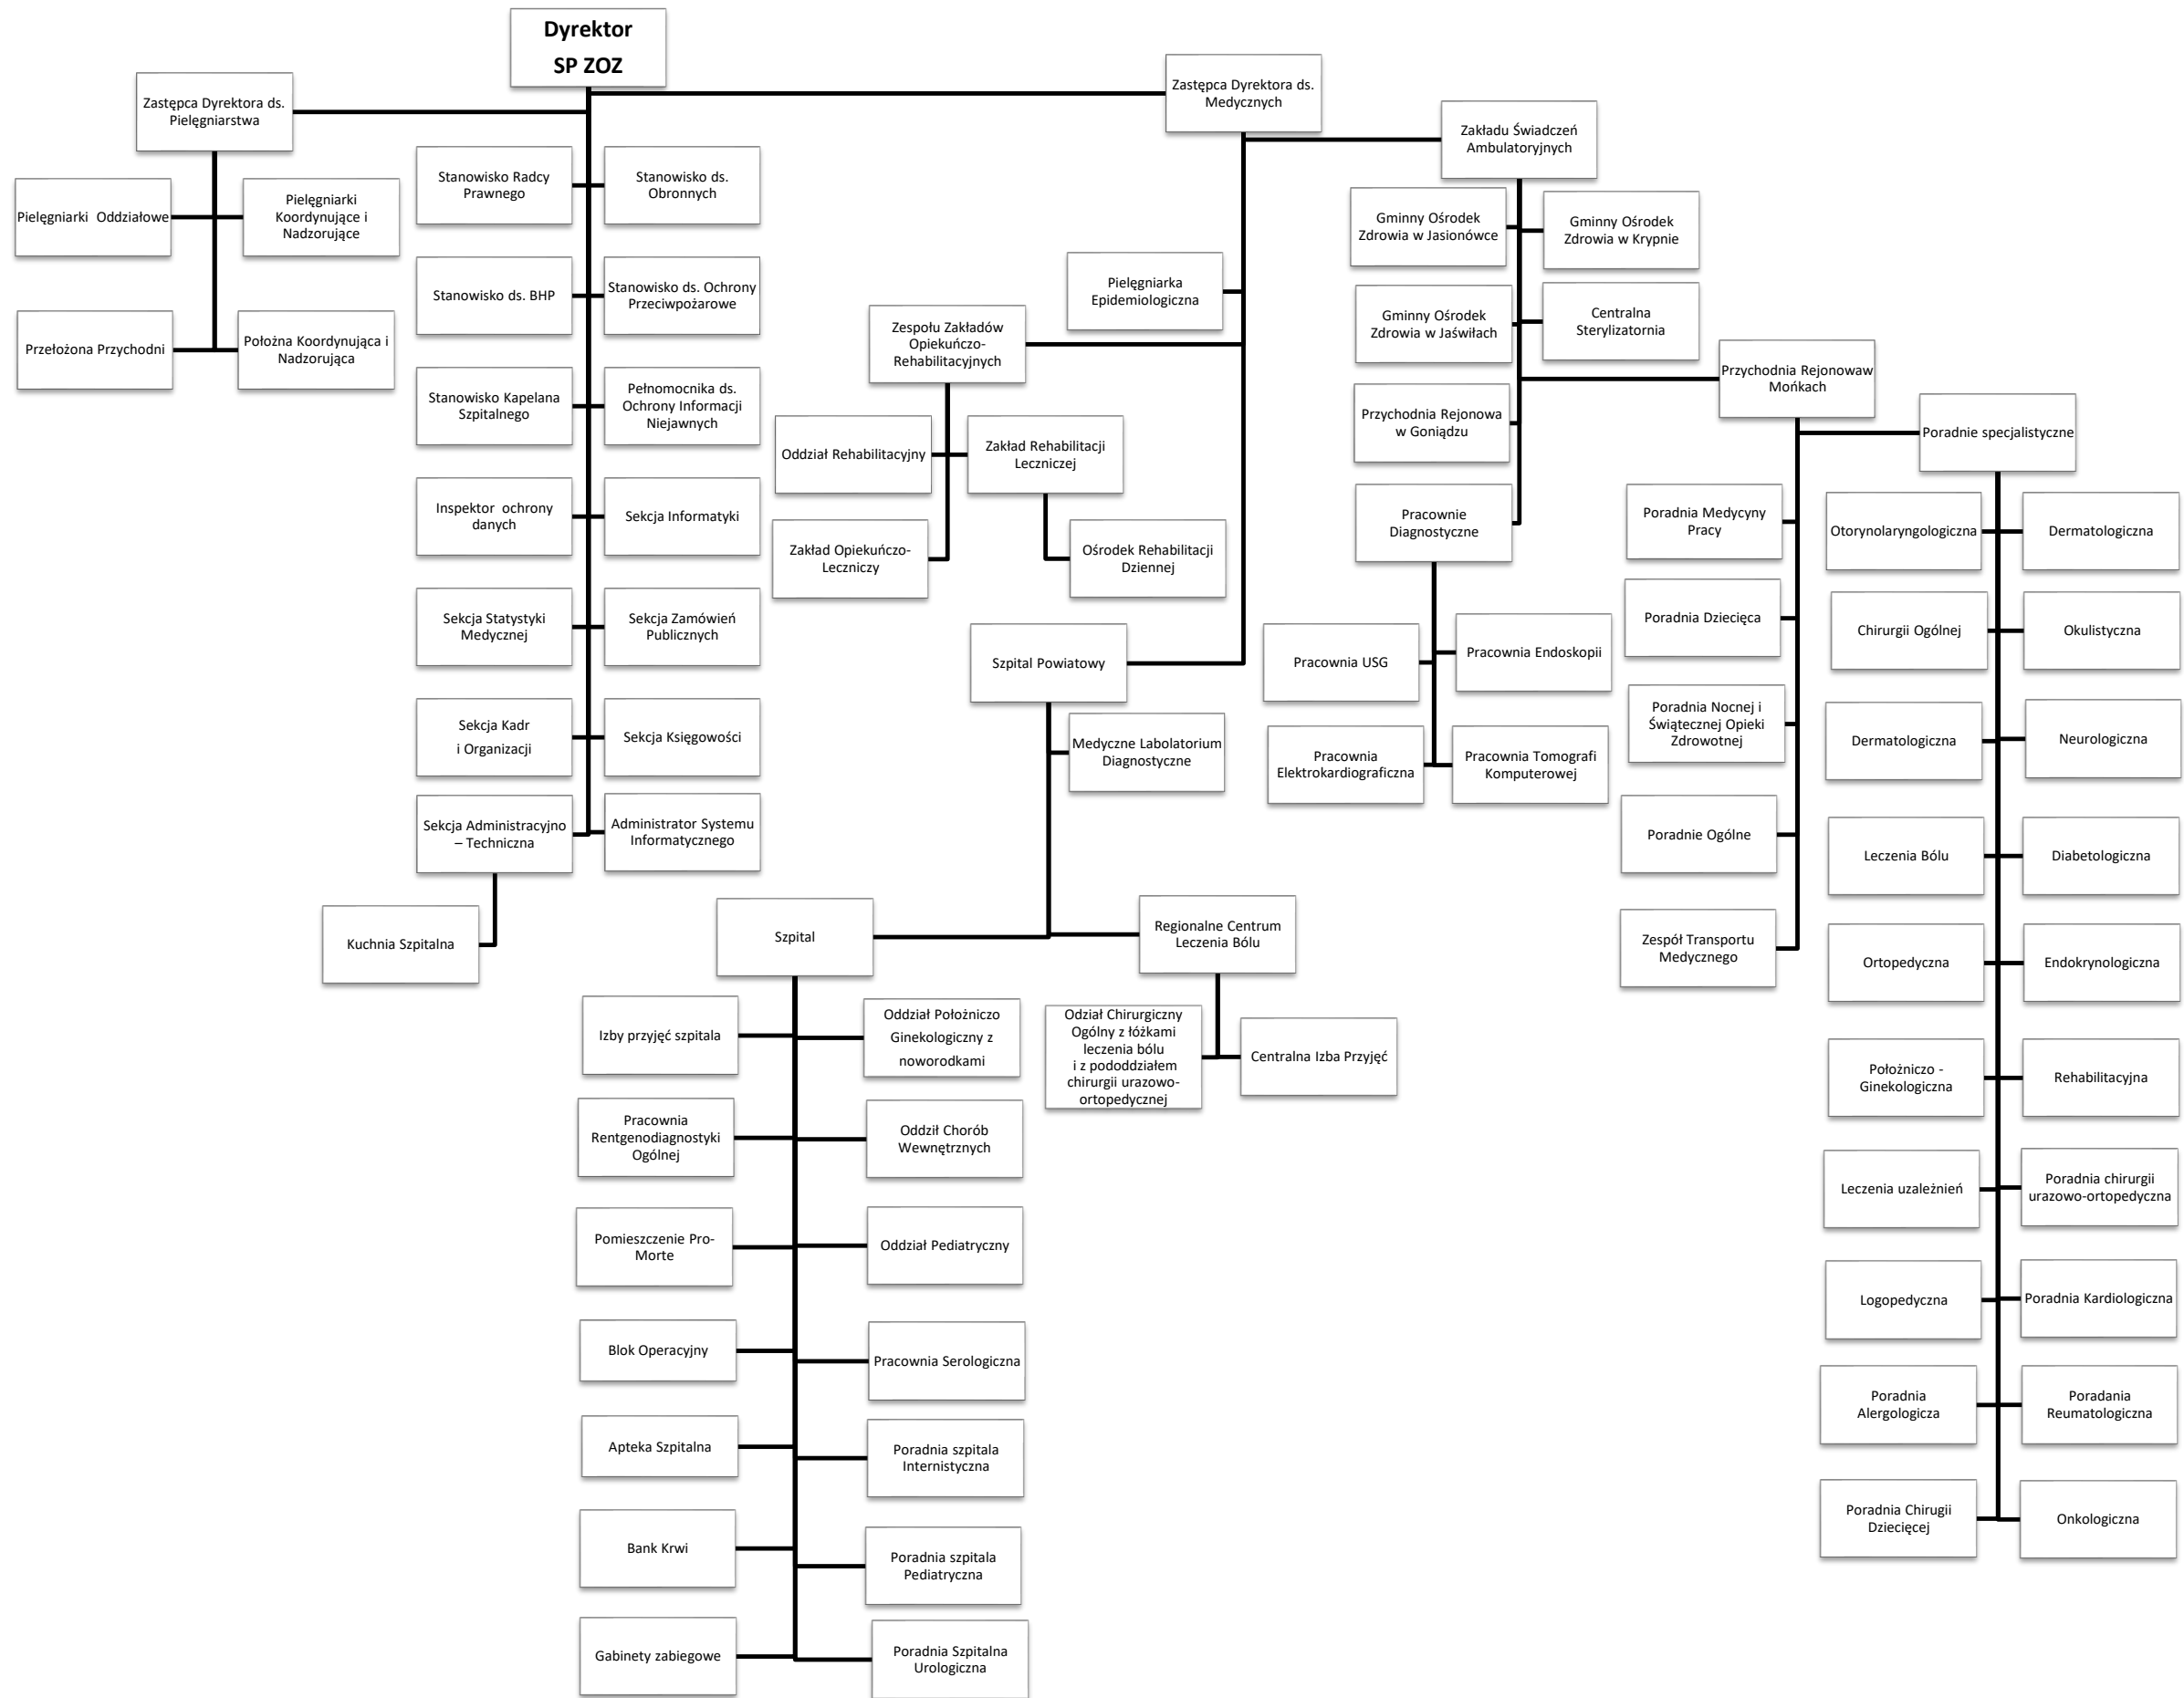 Dyrektor
SP ZOZ
Zastępca Dyrektora ds.
Pielęgniarstwa
Pielęgniarki  Oddziałowe
Pielęgniarki
Koordynujące i
Nadzorujące
Przełożona Przychodni
Położna Koordynująca i
Nadzorująca
Stanowisko Radcy
Prawnego
Stanowisko ds.
Obronnych
Stanowisko ds. BHP
Stanowisko ds. Ochrony
Przeciwpożarowe
Stanowisko Kapelana
Szpitalnego
Pełnomocnika ds.
Ochrony Informacji
Niejawnych
Inspektor  ochrony
danych
Sekcja Informatyki
Sekcja Statystyki
Medycznej
Sekcja Zamówień
Publicznych
Sekcja Kadr
i Organizacji
Sekcja Księgowości
Sekcja Administracyjno
– Techniczna
Administrator Systemu
Informatycznego
Kuchnia Szpitalna
Zastępca Dyrektora ds.
Medycznych
Pielęgniarka
Epidemiologiczna
Zespołu Zakładów
Opiekuńczo-
Rehabilitacyjnych
Oddział Rehabilitacyjny
Zakład Rehabilitacji
Leczniczej
Zakład Opiekuńczo-
Leczniczy
Ośrodek Rehabilitacji
Dziennej
Szpital Powiatowy
Medyczne Labolatorium
Diagnostyczne
Szpital
Regionalne Centrum
Leczenia Bólu
Izby przyjęć szpitala
Oddział Położniczo
Ginekologiczny z
noworodkami
Pracownia
Rentgenodiagnostyki
Ogólnej
Oddził Chorób
Wewnętrznych
Pomieszczenie Pro-
Morte
Oddział Pediatryczny
Blok Operacyjny
Pracownia Serologiczna
Apteka Szpitalna
Poradnia szpitala
Internistyczna
Bank Krwi
Poradnia szpitala
Pediatryczna
Gabinety zabiegowe
Poradnia Szpitalna
Urologiczna
Odział Chirurgiczny
Ogólny z łóżkami
leczenia bólu
i z pododdziałem
chirurgii urazowo-
ortopedycznej
Centralna Izba Przyjęć
Zakładu Świadczeń
Ambulatoryjnych
Gminny Ośrodek
Zdrowia w Jasionówce
Gminny Ośrodek
Zdrowia w Krypnie
Gminny Ośrodek
Zdrowia w Jaświłach
Centralna
Sterylizatornia
Przychodnia Rejonowa
w Goniądzu
Pracownie
Diagnostyczne
Pracownia USG
Pracownia Endoskopii
Pracownia
Elektrokardiograficzna
Pracownia Tomografi
Komputerowej
Przychodnia Rejonowaw
Mońkach
Poradnia Medycyny
Pracy
Poradnia Dziecięca
Poradnia Nocnej i
Świątecznej Opieki
Zdrowotnej
Poradnie Ogólne
Zespół Transportu
Medycznego
Poradnie specjalistyczne
Otorynolaryngologiczna
Dermatologiczna
Chirurgii Ogólnej
Okulistyczna
Dermatologiczna
Neurologiczna
Leczenia Bólu
Diabetologiczna
Ortopedyczna
Endokrynologiczna
Położniczo -
Ginekologiczna
Rehabilitacyjna
Leczenia uzależnień
Poradnia chirurgii
urazowo-ortopedyczna
Logopedyczna
Poradnia Kardiologiczna
Poradnia
Alergologicza
Poradania
Reumatologiczna
Poradnia Chirugii
Dziecięcej
Onkologiczna